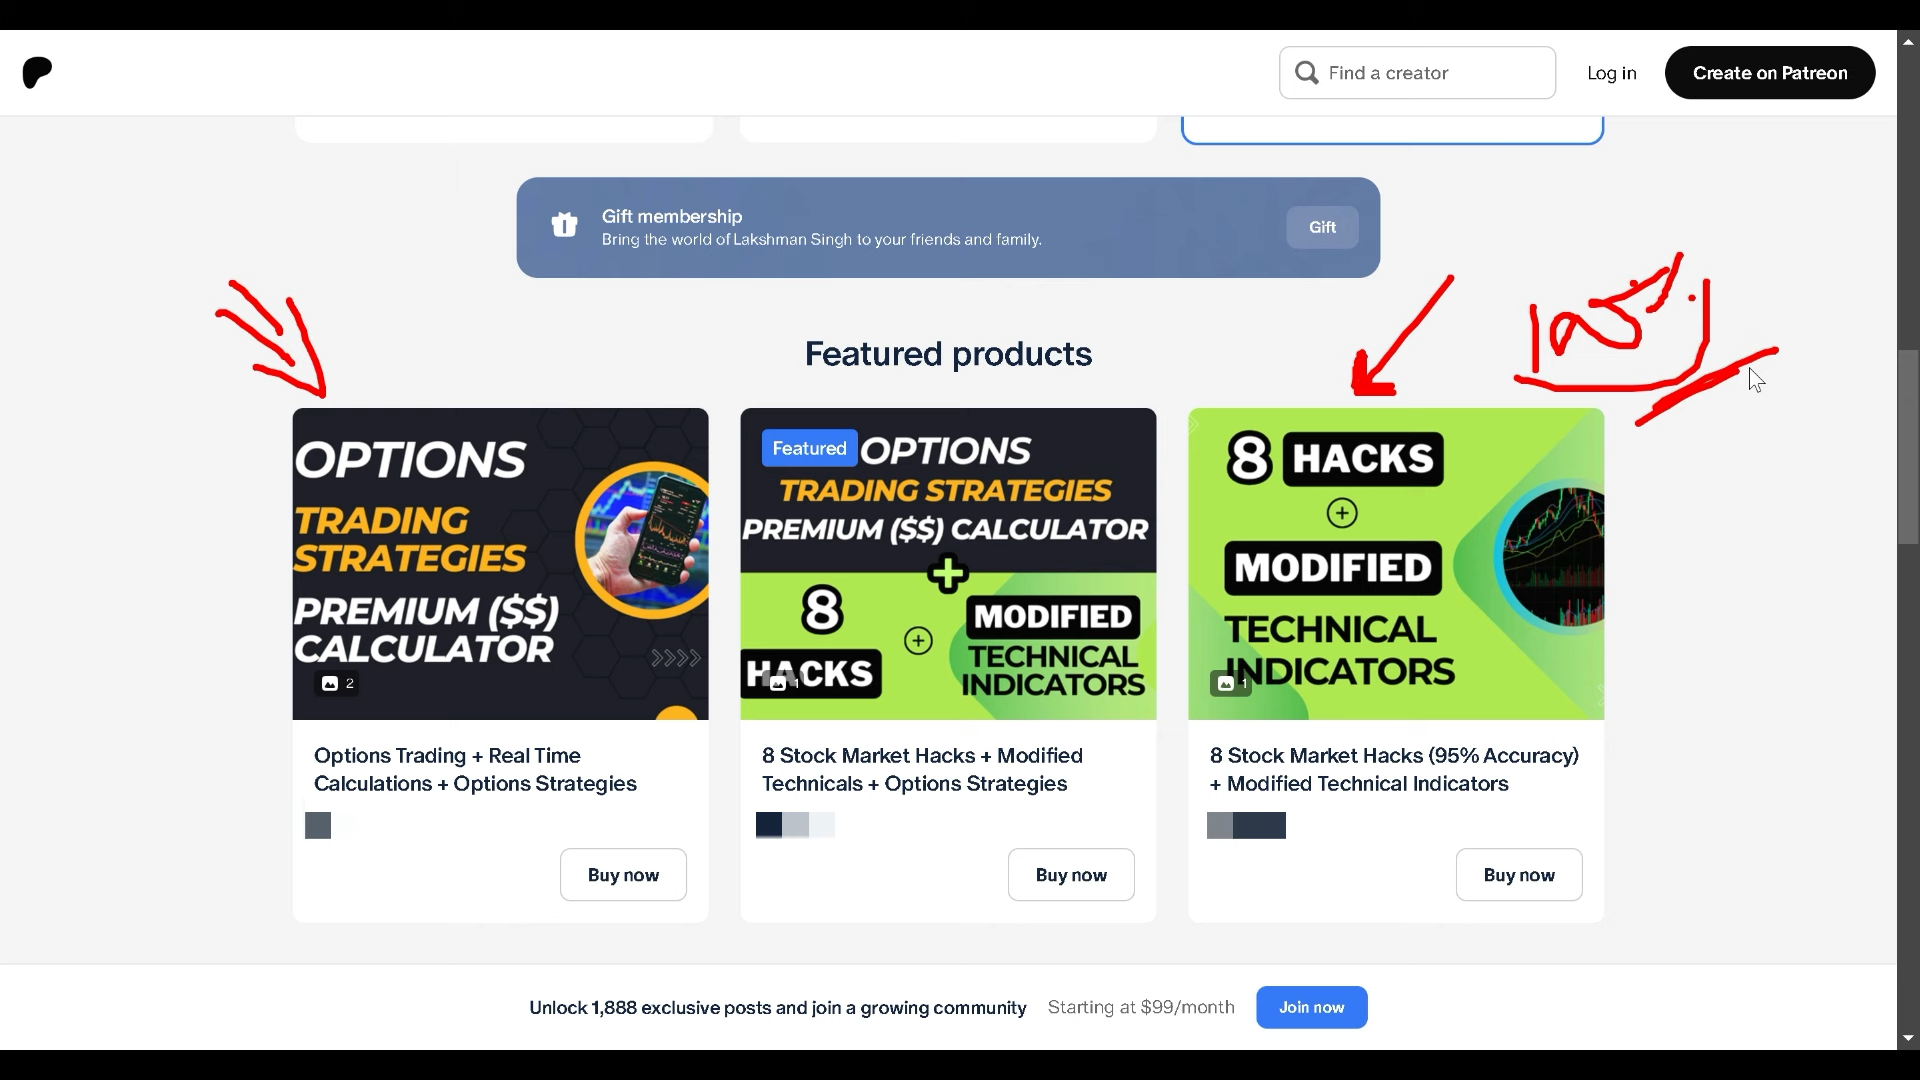 Find a creator
Log in
Create on Patreon
Gift membership
Bring the world of Lakshman Singh to your friends and family.
Gift
Featured products
OPTIONS
TRADING
STRATEGIES
PREMIUM ($$)
CALCULATOR
2
Featured
OPTIONS
TRADING STRATEGIES
PREMIUM ($$) CALCULATOR
8
HACKS
MODIFIED
TECHNICAL
INDICATORS
1
8 HACKS
MODIFIED
TECHNICAL
INDICATORS
1
Options Trading + Real Time
Calculations + Options Strategies
Buy now
8 Stock Market Hacks + Modified
Technicals + Options Strategies
Buy now
8 Stock Market Hacks (95% Accuracy)
+ Modified Technical Indicators
Buy now
Unlock 1,888 exclusive posts and join a growing community
Starting at $99/month
Join now